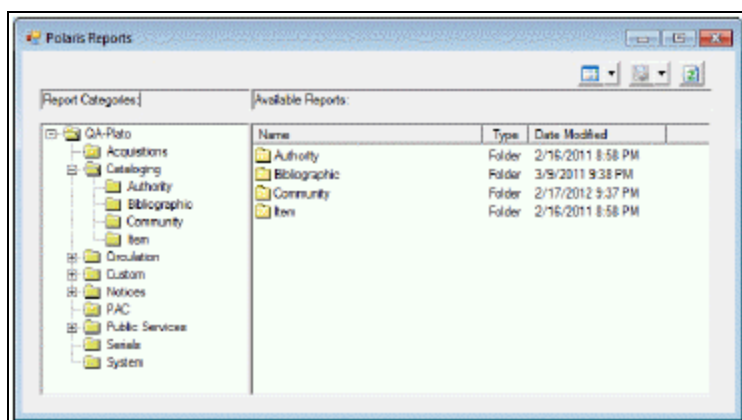 Polaris Reports
Report Categories: Available Reports:
QA-Plato
Acquisitions
Cataloging
Authority
Bibliographic
Community
Item
Circulation
Custom
Notices
PAC
Public Services
Serials
System
Name Type Date Modified
Authority Folder 2/16/2011 8:58 PM
Bibliographic Folder 3/9/2011 9:38 PM
Community Folder 2/17/2012 9:37 PM
Item Folder 2/16/2011 8:58 PM